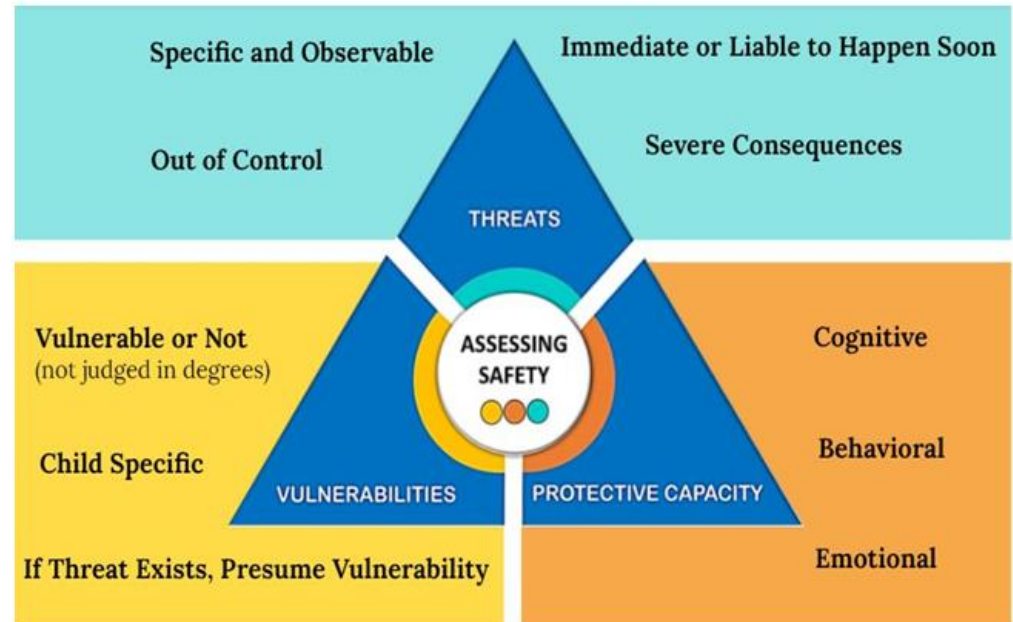 Specific and Observable
Immediate or Liable to Happen Soon
Out of Control
Severe Consequences
THREATS
ASSESSING
SAFETY
Vulnerable or Not
(not judged in degrees)
Child Specific
VULNERABILITIES
If Threat Exists, Presume Vulnerability
PROTECTIVE CAPACITY
Cognitive
Behavioral
Emotional